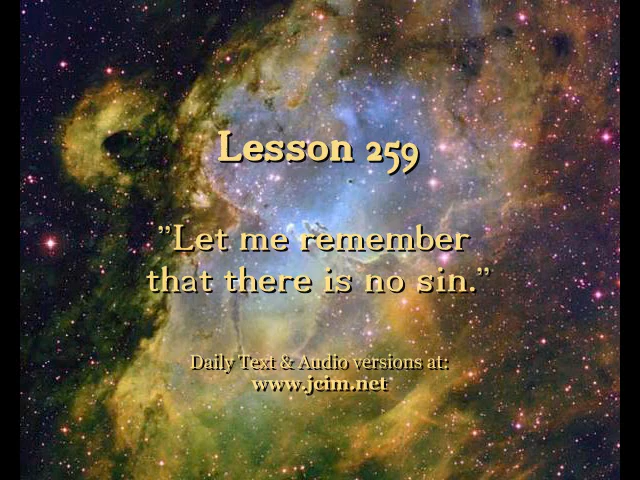 Lesson 259
"Let me remember
that there is no sin."
Daily Text & Audio versions at:
www.jcim.net